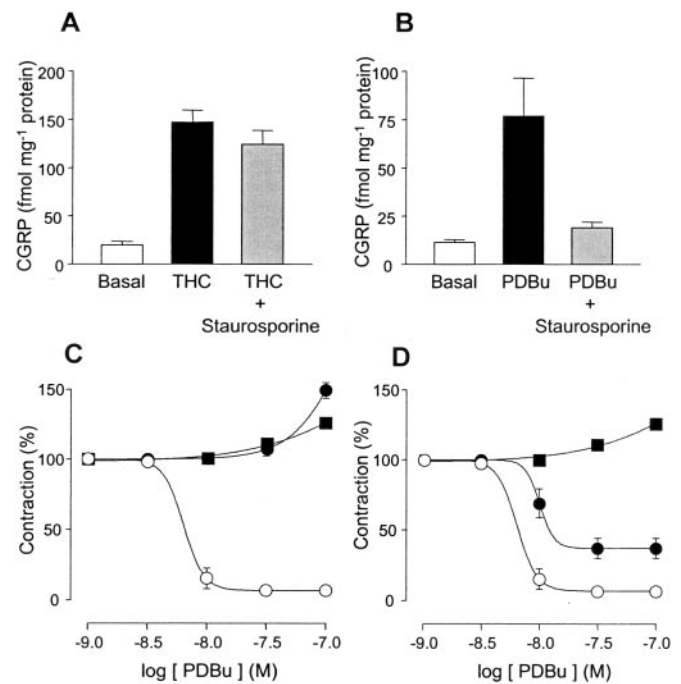 A
CGRP (fmol mg-1 protein)
200
150
100
50
0
Basal
THC
THC
+
Staurosporine
B
CGRP (fmol mg-1 protein)
100
75
50
25
0
Basal
PDBu
PDBu
+
Staurosporine
C
Contraction (%)
150
100
50
0
-9.0
-8.5
-8.0
-7.5
-7.0
log [ PDBu ] (M)
D
Contraction (%)
150
100
50
0
-9.0
-8.5
-8.0
-7.5
-7.0
log [ PDBu ] (M)